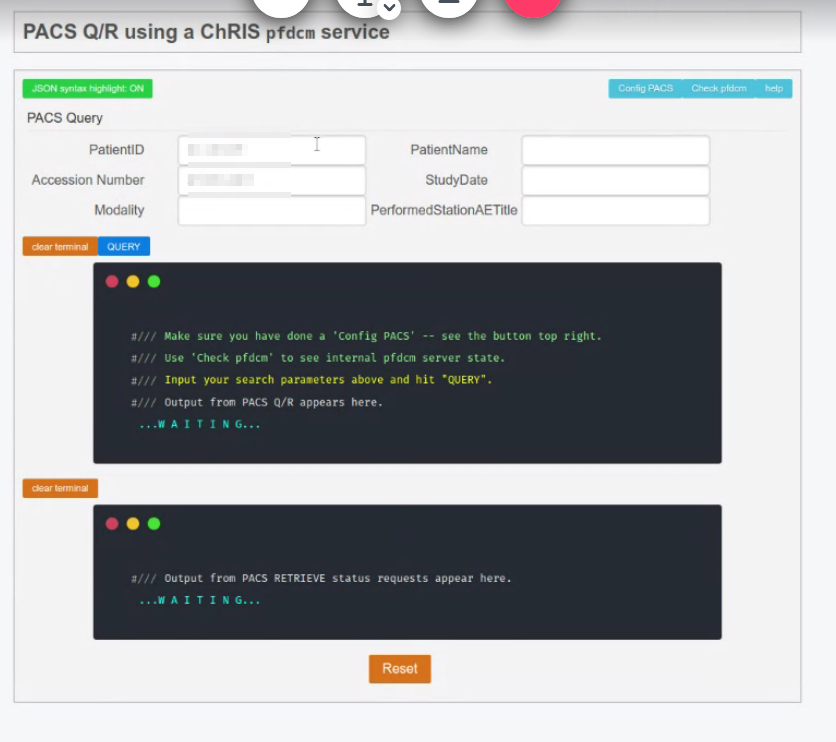 PACS Q/R using a ChRIS pfdcm service
JSON syntax highlight: ON
Config PACS Check pfdcm help
PACS Query
PatientID PatientName
Accession Number StudyDate
Modality PerformedStationAETitle
clear terminal QUERY
#/// Make sure you have done a 'Config PACS' -- see the button top right.
#/// Use 'Check pfdcm' to see internal pfdcm server state.
#/// Input your search parameters above and hit "QUERY".
#/// Output from PACS Q/R appears here.
...W A I T I N G...
clear terminal
#/// Output from PACS RETRIEVE status requests appear here.
...W A I T I N G...
Reset